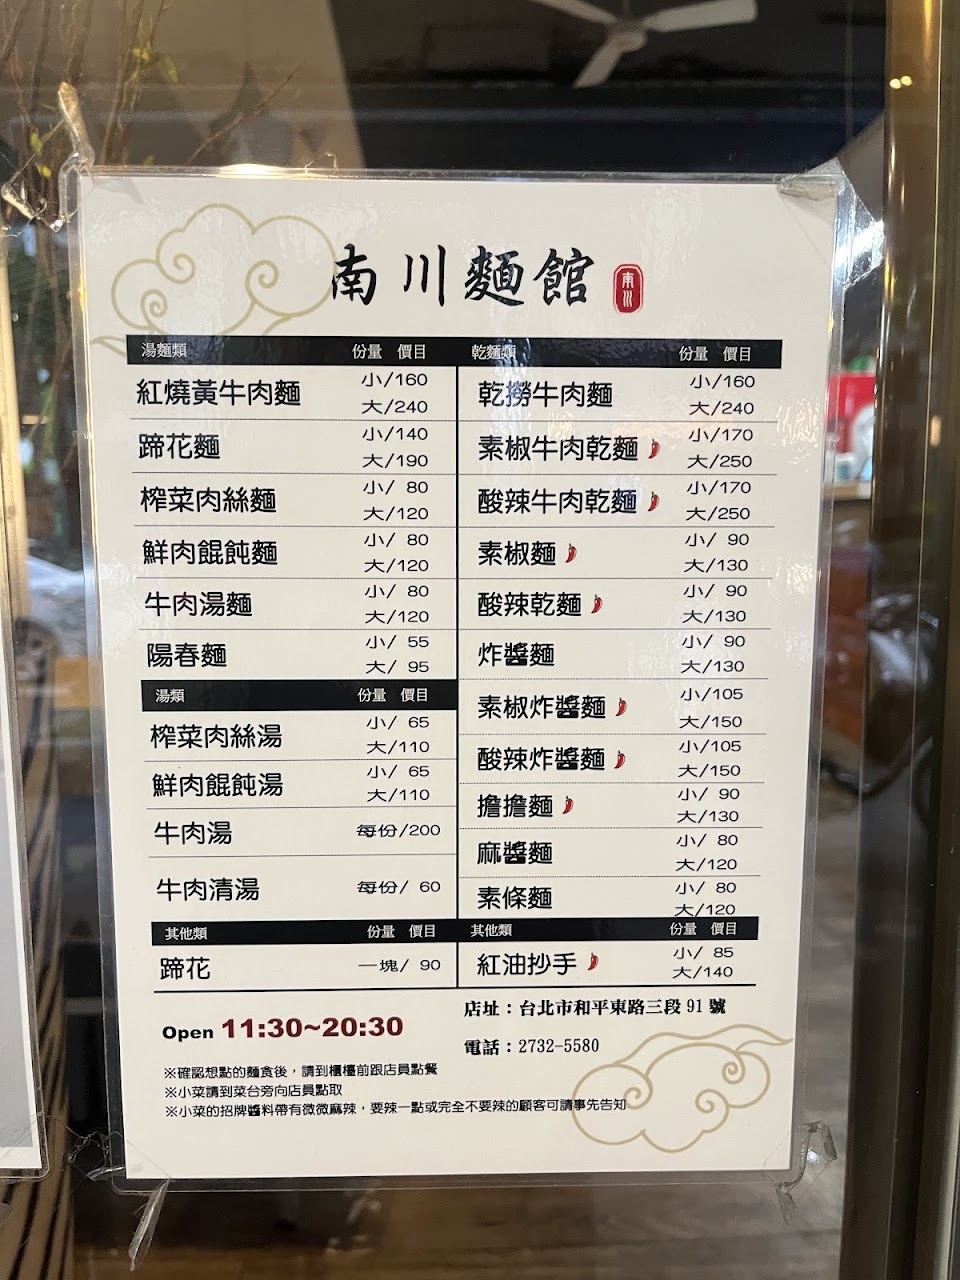 南川麵館
南川
湯麵類 份量 價目
紅燒黃牛肉麵 小/160
大/240
蹄花麵 小/140
大/190
榨菜肉絲麵 小/ 80
大/120
鮮肉餛飩麵 小/ 80
大/120
牛肉湯麵 小/ 80
大/120
陽春麵 小/ 55
大/ 95
湯類 份量 價目
榨菜肉絲湯 小/ 65
大/110
鮮肉餛飩湯 小/ 65
大/110
牛肉湯 每份/200
牛肉清湯 每份/ 60
其他類 份量 價目
蹄花 一塊/ 90
乾麵類 份量 價目
乾撈牛肉麵 小/160
大/240
素椒牛肉乾麵 小/170
大/250
酸辣牛肉乾麵 小/170
大/250
素椒麵 小/ 90
大/130
酸辣乾麵 小/ 90
大/130
炸醬麵 小/ 90
大/130
素椒炸醬麵 小/105
大/150
酸辣炸醬麵 小/105
大/150
擔擔麵 小/ 90
大/130
麻醬麵 小/ 80
大/120
素條麵 小/ 80
大/120
其他類 份量 價目
紅油抄手 小/ 85
大/140
Open 11:30~20:30
店址：台北市和平東路三段 91 號
電話：2732-5580
※確認想點的麵食後，請到櫃檯前跟店員點餐
※小菜請到菜台旁向店員點取
※小菜的招牌醬料帶有微微麻辣，要辣一點或完全不要辣的顧客可請事先告知